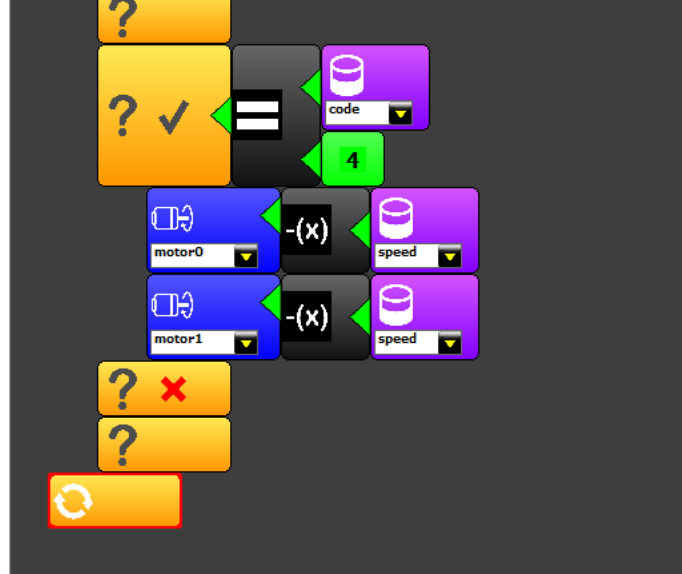 ?
? = code
4
motor0 -(x) speed
motor1 -(x) speed
?
?